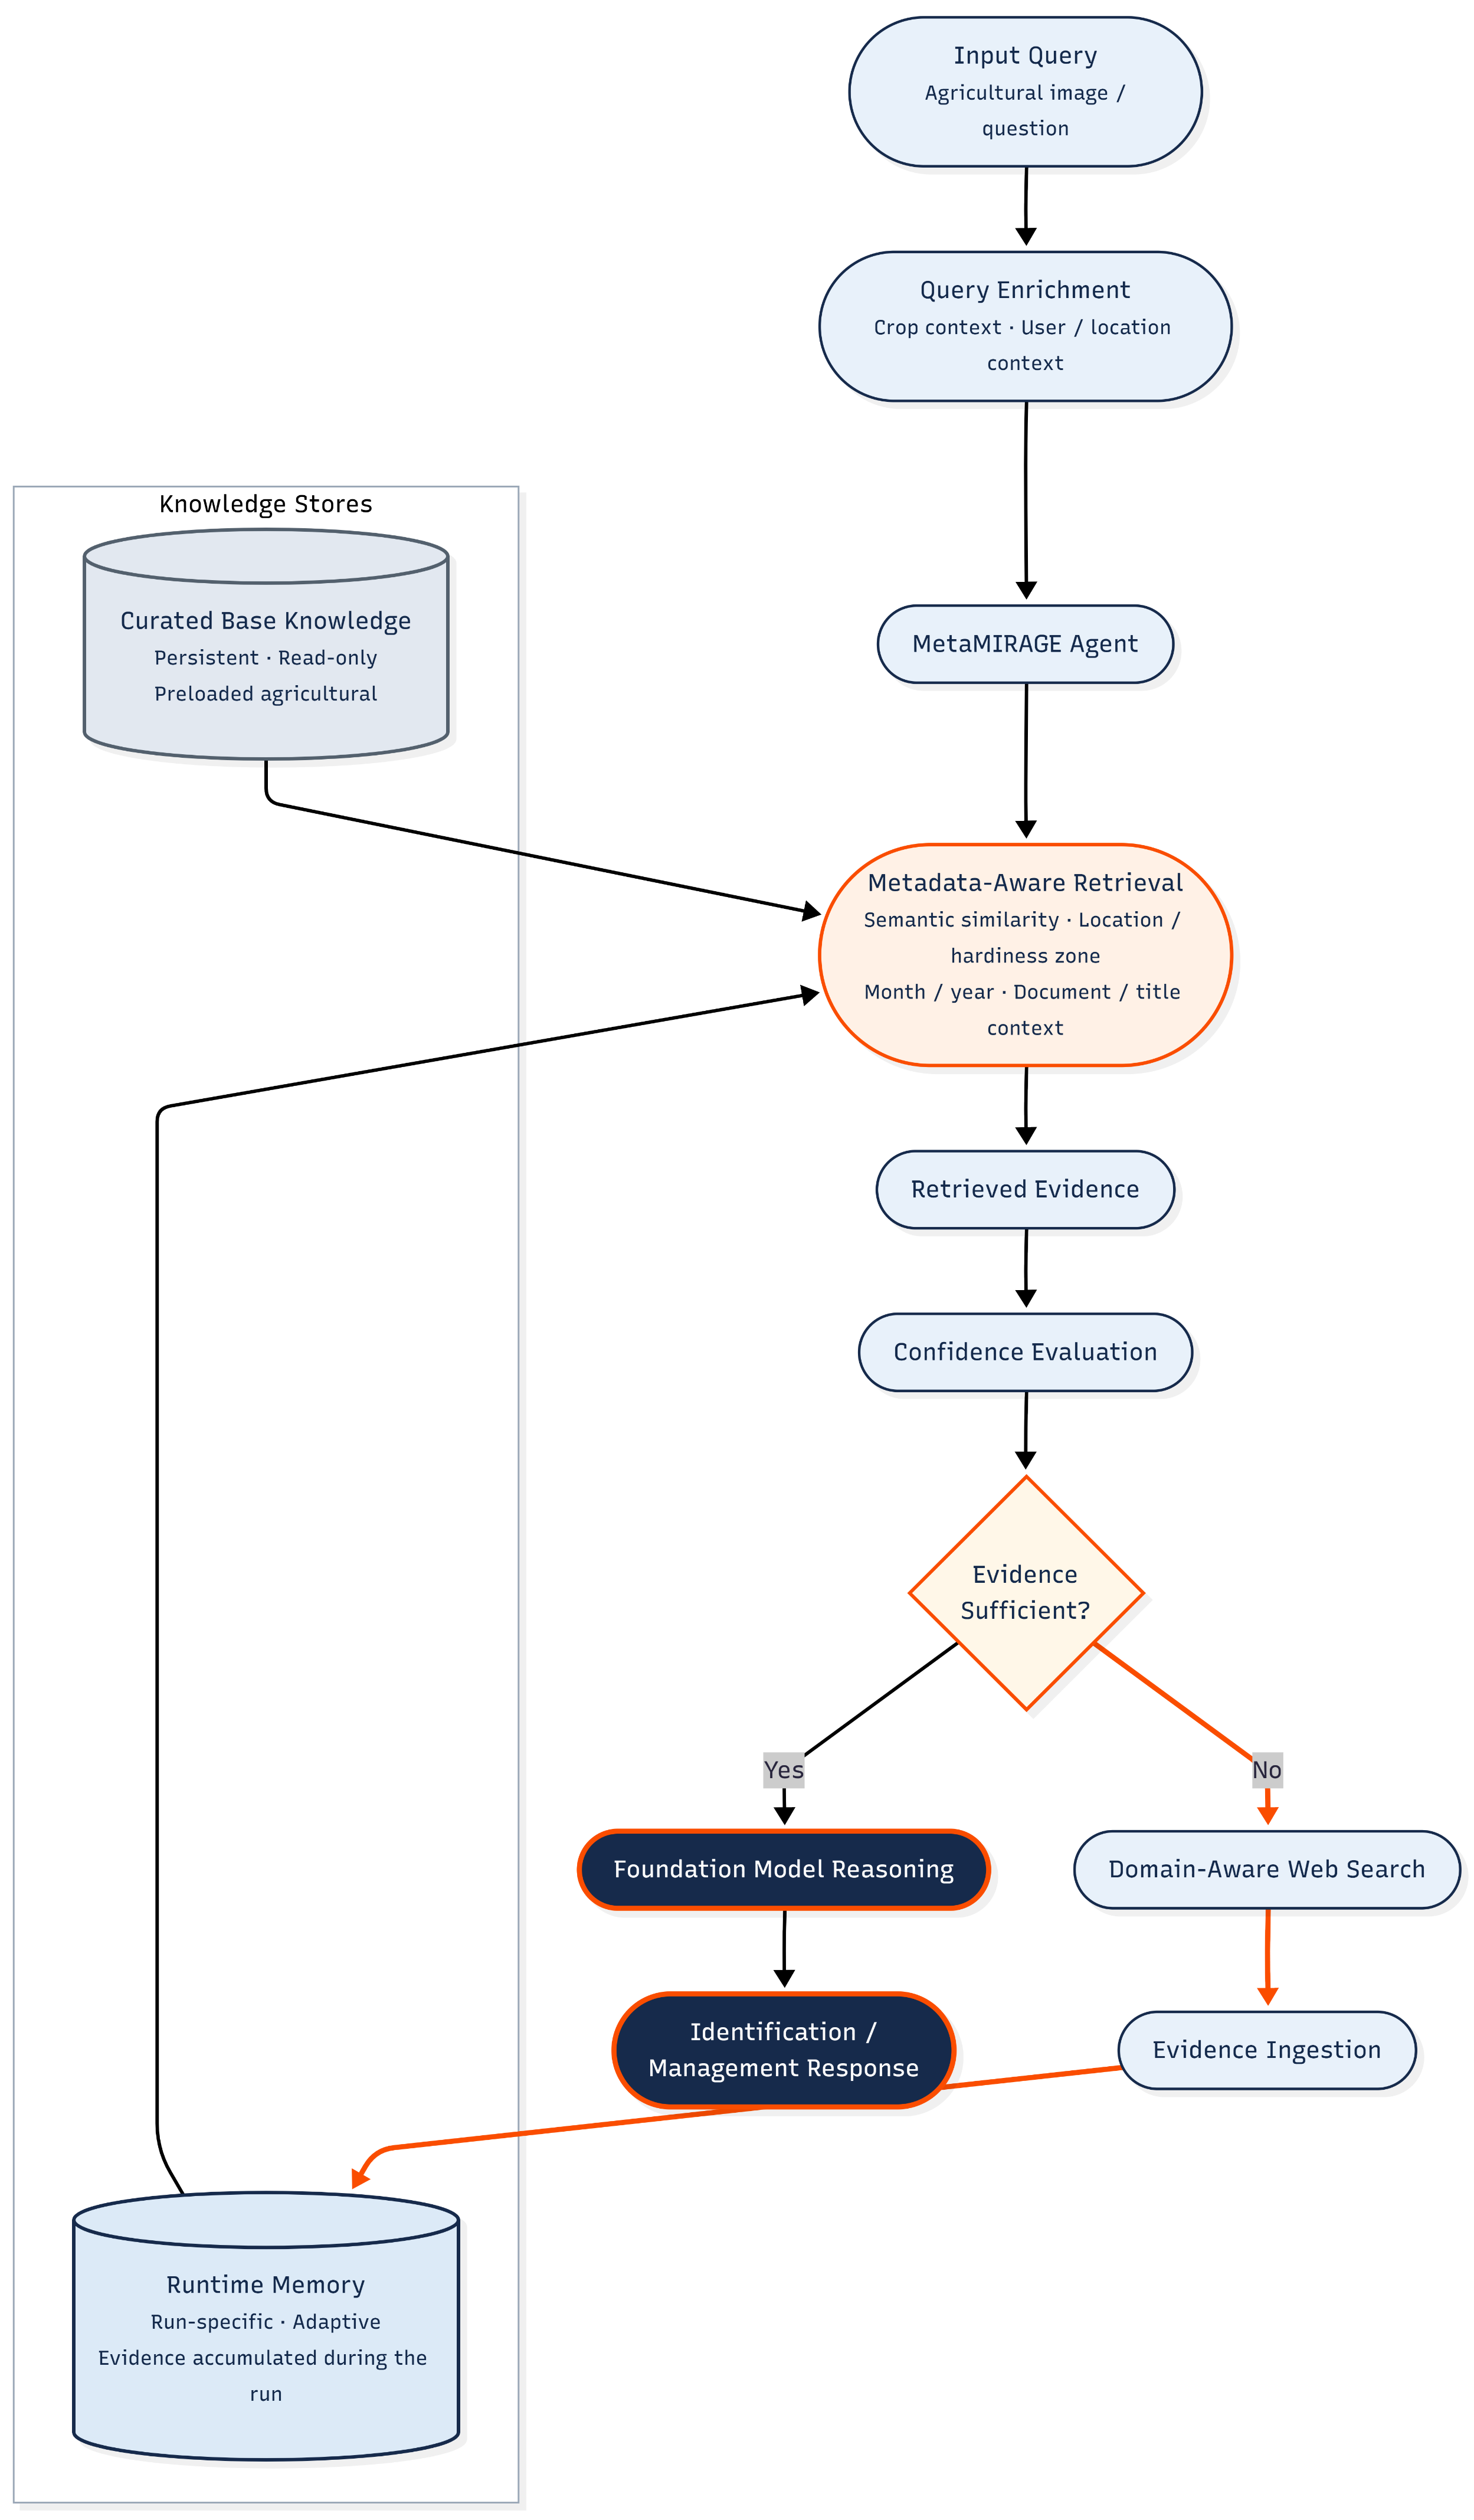 Input Query
Agricultural image /
question
Query Enrichment
Crop context · User / location
context
Knowledge Stores
Curated Base Knowledge
Persistent · Read-only
Preloaded agricultural
MetaMIRAGE Agent
Metadata-Aware Retrieval
Semantic similarity · Location /
hardiness zone
Month / year · Document / title
context
Retrieved Evidence
Confidence Evaluation
Evidence
Sufficient?
Yes
No
Foundation Model Reasoning
Domain-Aware Web Search
Identification /
Management Response
Evidence Ingestion
Runtime Memory
Run-specific · Adaptive
Evidence accumulated during the
run